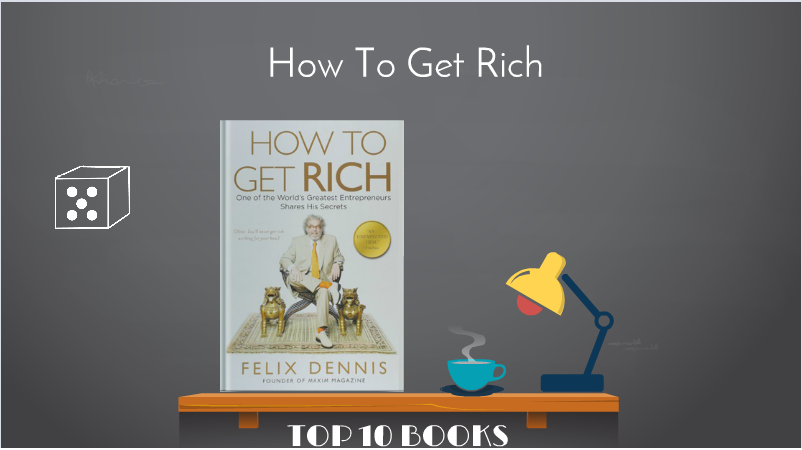 How To Get Rich
HOW TO
GET RICH
One of the World's Greatest Entrepreneurs
Shares His Secrets
FELIX DENNIS
FOUNDER OF MAXIM MAGAZINE
TOP 10 BOOKS